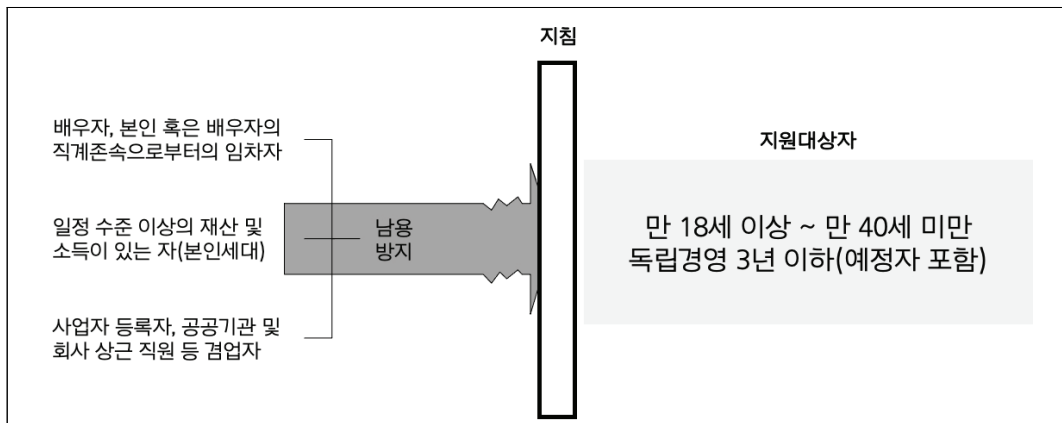 지침
배우자, 본인 혹은 배우자의
직계존속으로부터의 임차자
일정 수준 이상의 재산 및
소득이 있는 자(본인세대)
사업자 등록자, 공공기관 및
회사 상근 직원 등 겸업자
남용
방지
지원대상자
만 18세 이상 ~ 만 40세 미만
독립경영 3년 이하(예정자 포함)